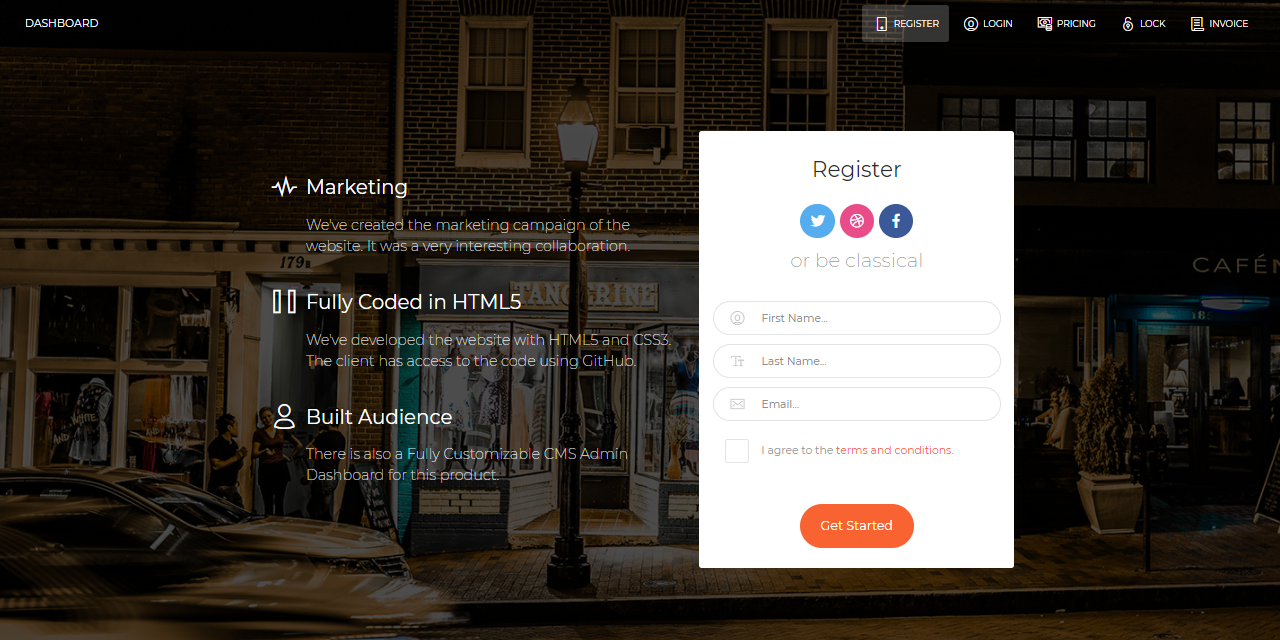 DASHBOARD
REGISTER
LOGIN
PRICING
LOCK
INVOICE
Marketing
We've created the marketing campaign of the
website. It was a very interesting collaboration.
Fully Coded in HTML5
We've developed the website with HTML5 and CSS3.
The client has access to the code using GitHub.
Built Audience
There is also a Fully Customizable CMS Admin
Dashboard for this product.
Register
or be classical
First Name...
Last Name...
Email...
I agree to the terms and conditions.
Get Started
179
TANGERINE
CAFÉ